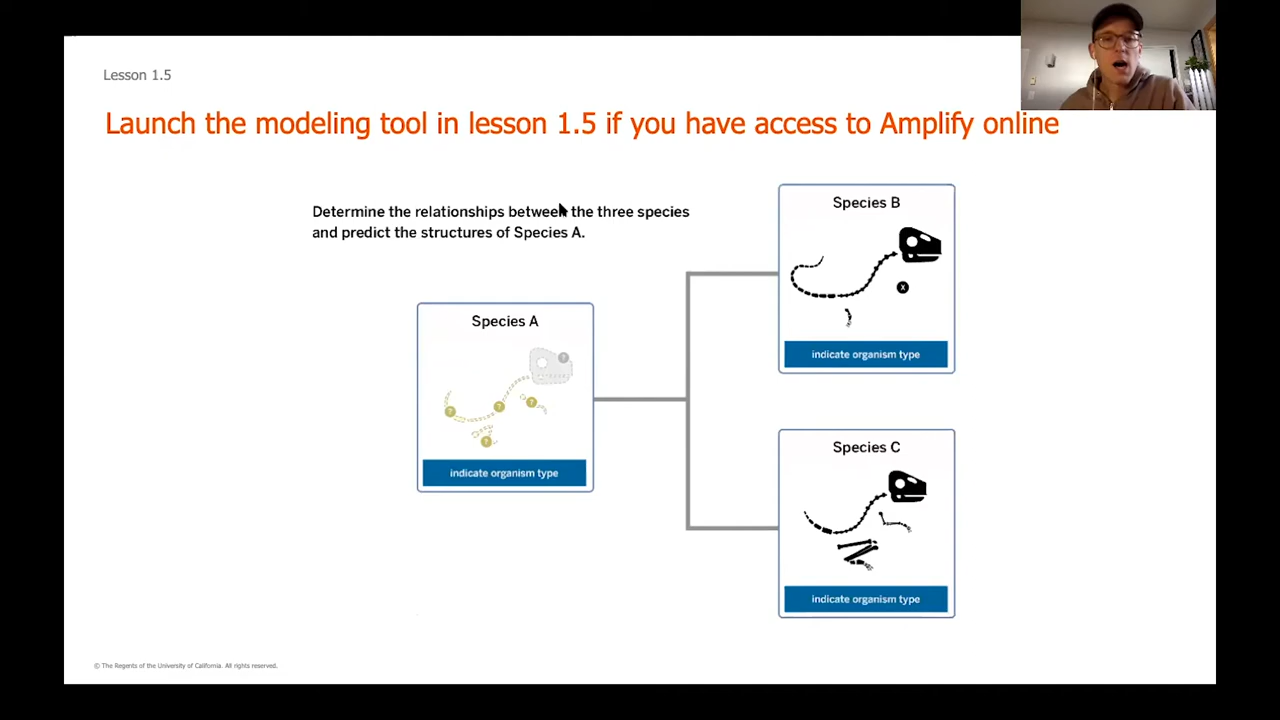 Lesson 1.5
Launch the modeling tool in lesson 1.5 if you have access to Amplify online
Determine the relationships between the three species
and predict the structures of Species A.
Species A
?
?
?
?
?
indicate organism type
Species B
X
indicate organism type
Species C
indicate organism type
© The Regents of the University of California. All rights reserved.